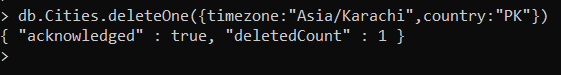 > db.Cities.deleteOne({timezone:"Asia/Karachi",country:"PK"})
{ "acknowledged" : true, "deletedCount" : 1 }
>